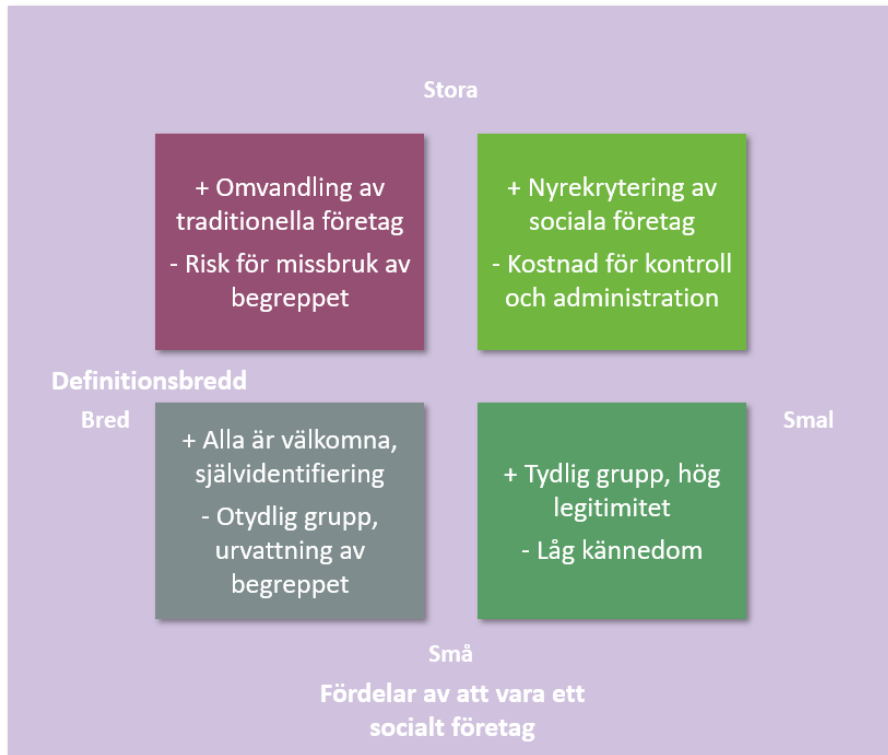 Stora
+ Omvandling av
traditionella företag
- Risk för missbruk av
begreppet
+ Nyrekrytering av
sociala företag
- Kostnad för kontroll
och administration
Definitionsbredd
Bred
Smal
+ Alla är välkomna,
självidentifiering
- Otydlig grupp,
urvattning av
begreppet
+ Tydlig grupp, hög
legitimitet
- Låg kännedom
Små
Fördelar av att vara ett
socialt företag